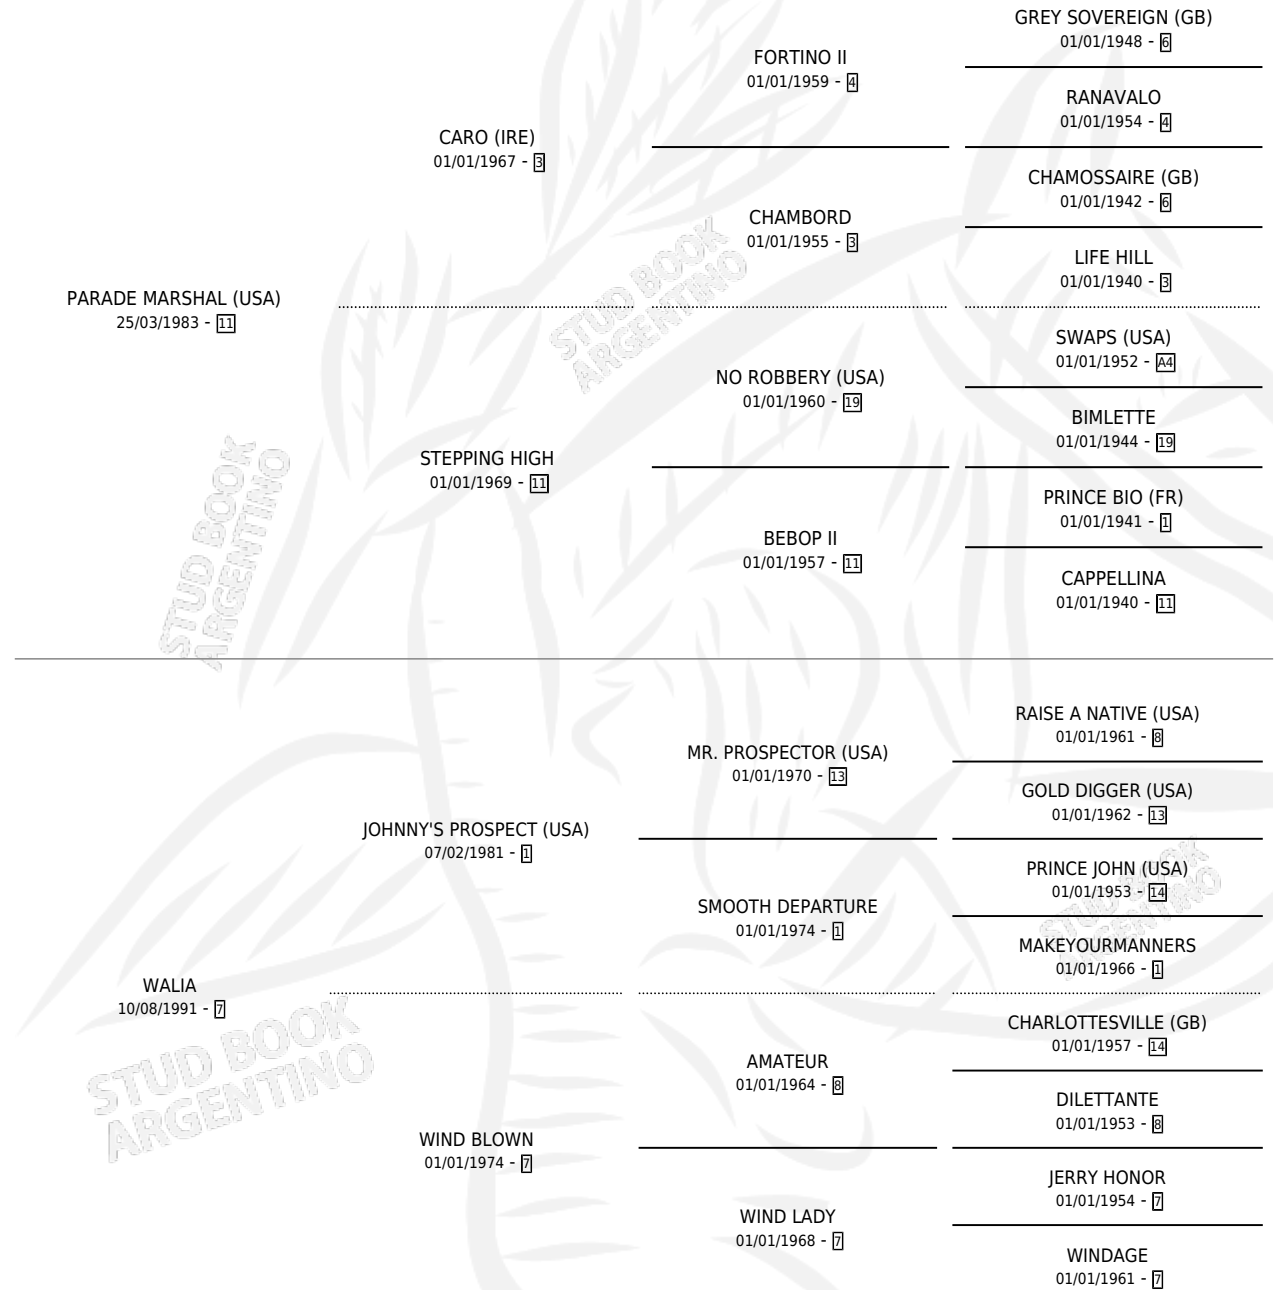 GREY SOVEREIGN (GB)
01/01/1948 - 6
FORTINO II
01/01/1959 - 4
RANAVALO
01/01/1954 - 4
CARO (IRE)
01/01/1967 - 3
CHAMOSSAIRE (GB)
01/01/1942 - 6
CHAMBORD
01/01/1955 - 3
LIFE HILL
01/01/1940 - 3
PARADE MARSHAL (USA)
25/03/1983 - 11
STUD BOOK
ARGENTINO
SWAPS (USA)
01/01/1952 - A4
NO ROBBERY (USA)
01/01/1960 - 19
BIMLETTE
01/01/1944 - 19
STEPPING HIGH
01/01/1969 - 11
PRINCE BIO (FR)
01/01/1941 - 1
BEBOP II
01/01/1957 - 11
CAPPELLINA
01/01/1940 - 11
STUD BOOK
ARGENTINO
RAISE A NATIVE (USA)
01/01/1961 - 8
MR. PROSPECTOR (USA)
01/01/1970 - 13
GOLD DIGGER (USA)
01/01/1962 - 13
JOHNNY'S PROSPECT (USA)
07/02/1981 - 1
PRINCE JOHN (USA)
01/01/1953 - 14
SMOOTH DEPARTURE
01/01/1974 - 1
MAKEYOURMANNERS
01/01/1966 - 1
STUD BOOK
ARGENTINO
WALIA
10/08/1991 - 7
CHARLOTTESVILLE (GB)
01/01/1957 - 14
AMATEUR
01/01/1964 - 8
DILETTANTE
01/01/1953 - 8
STUD BOOK
ARGENTINO
WIND BLOWN
01/01/1974 - 7
JERRY HONOR
01/01/1954 - 7
WIND LADY
01/01/1968 - 7
WINDAGE
01/01/1961 - 7